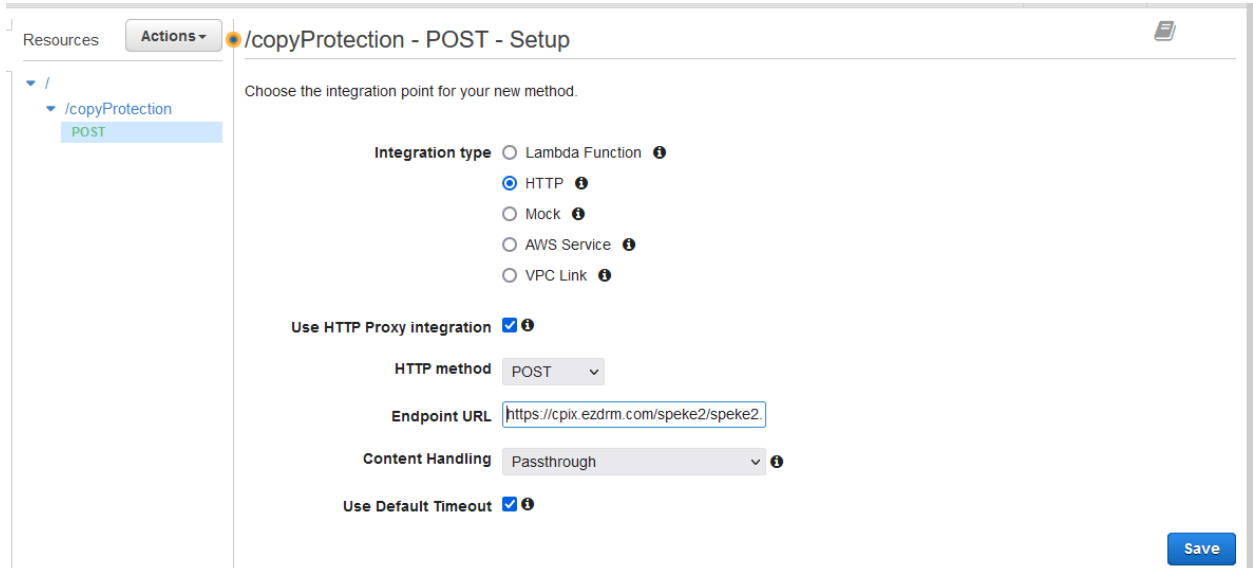 Resources
Actions
/copyProtection - POST - Setup
/
/copyProtection
POST
Choose the integration point for your new method.
Integration type Lambda Function
HTTP
Mock
AWS Service
VPC Link
Use HTTP Proxy integration
HTTP method POST
Endpoint URL https://cpix.ezdrm.com/speke2/speke2.
Content Handling Passthrough
Use Default Timeout
Save